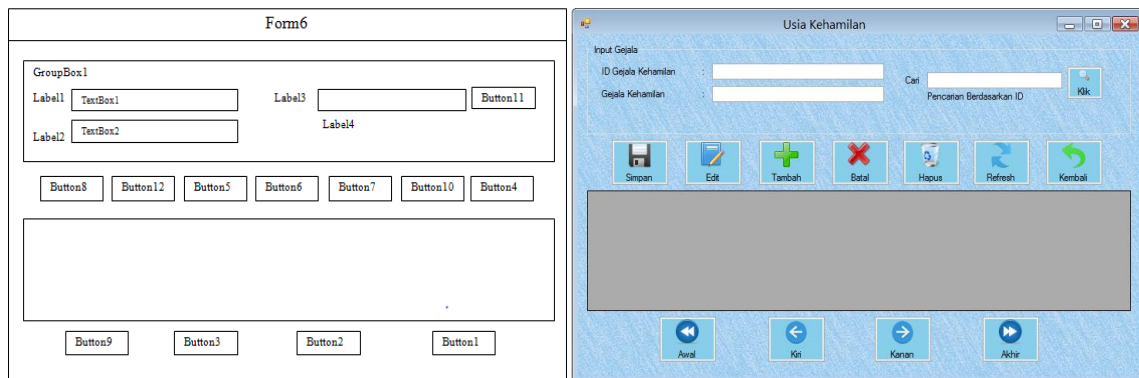 Form6
GroupBox1
Label1 TextBox1 Label3 Button11
Label2 TextBox2 Label4
Button8 Button12 Button5 Button6 Button7 Button10 Button4
Button9 Button3 Button2 Button1
Usia Kehamilan
Input Gejala
ID Gejala Kehamilan : Cari
Gejala Kehamilan : Pencarian Berdasarkan ID Klik
Simpan Edit Tambah Batal Hapus Refresh Kembali
Awal Kiri Kanan Akhir